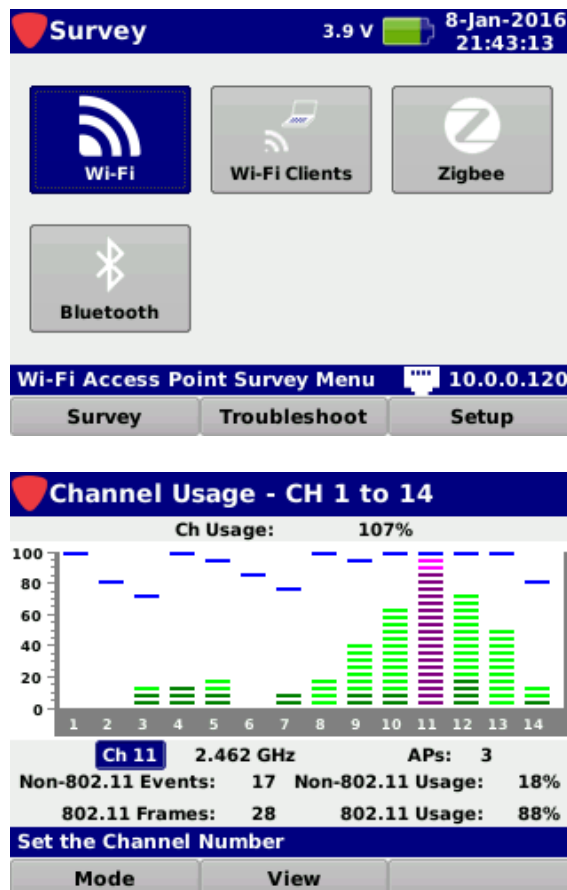 Survey 3.9 V 8-Jan-2016
21:43:13
Wi-Fi Wi-Fi Clients Zigbee
Bluetooth
Wi-Fi Access Point Survey Menu 10.0.0.120
Survey Troubleshoot Setup
Channel Usage - CH 1 to 14
Ch Usage: 107%
100
80
60
40
20
0
1 2 3 4 5 6 7 8 9 10 11 12 13 14
Ch 11 2.462 GHz APs: 3
Non-802.11 Events: 17 Non-802.11 Usage: 18%
802.11 Frames: 28 802.11 Usage: 88%
Set the Channel Number
Mode View